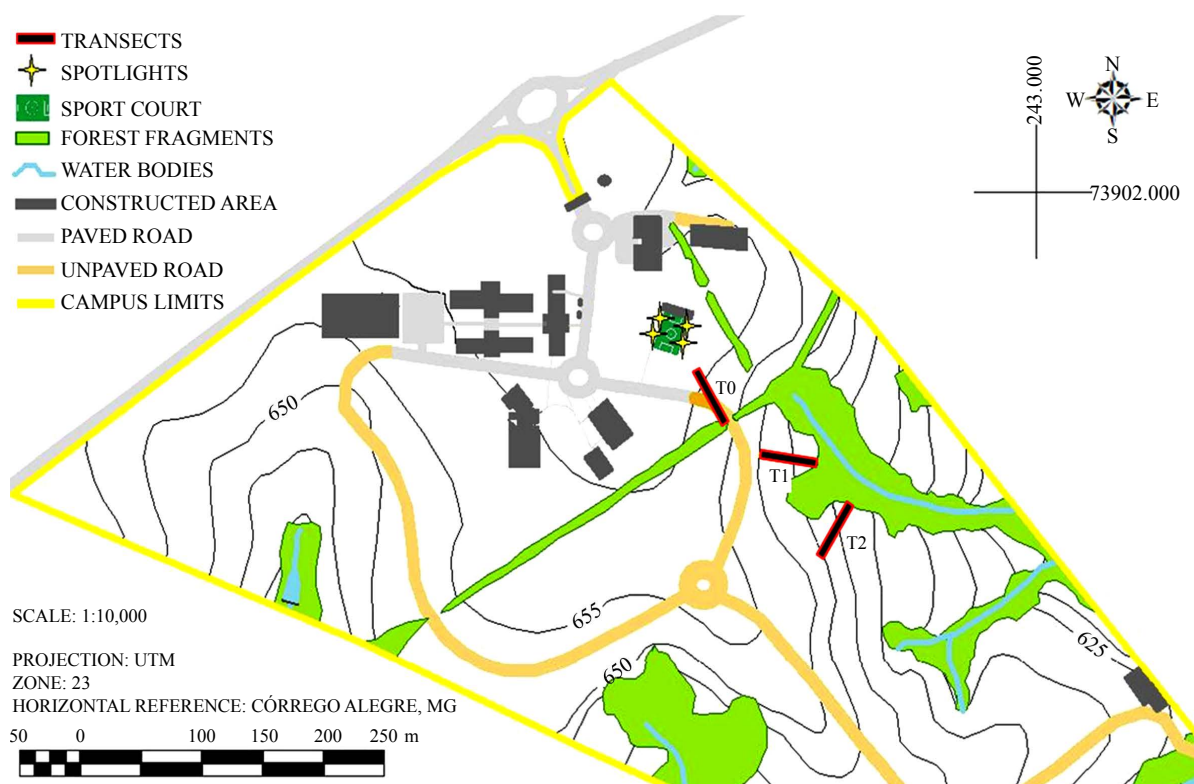 TRANSECTS
SPOTLIGHTS
SPORT COURT
FOREST FRAGMENTS
WATER BODIES
CONSTRUCTED AREA
PAVED ROAD
UNPAVED ROAD
CAMPUS LIMITS
243.000
N
W
E
S
73902.000
T0
650
T1
T2
655
650
625
SCALE: 1:10,000
PROJECTION: UTM
ZONE: 23
HORIZONTAL REFERENCE: CÓRREGO ALEGRE, MG
50 0 100 150 200 250 m